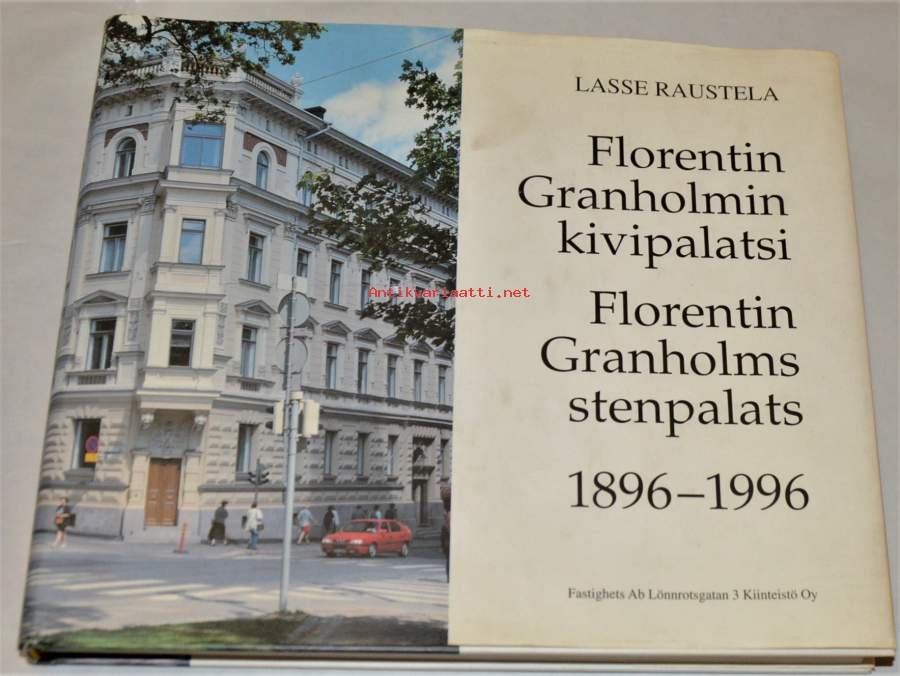 LASSE RAUSTELA
Florentin
Granholmin
kivipalatsi
Florentin
Granholms
stenpalats
1896–1996
Fastighets Ab Lönnrotsgatan 3 Kiinteistö Oy
Antikvariaatti.net